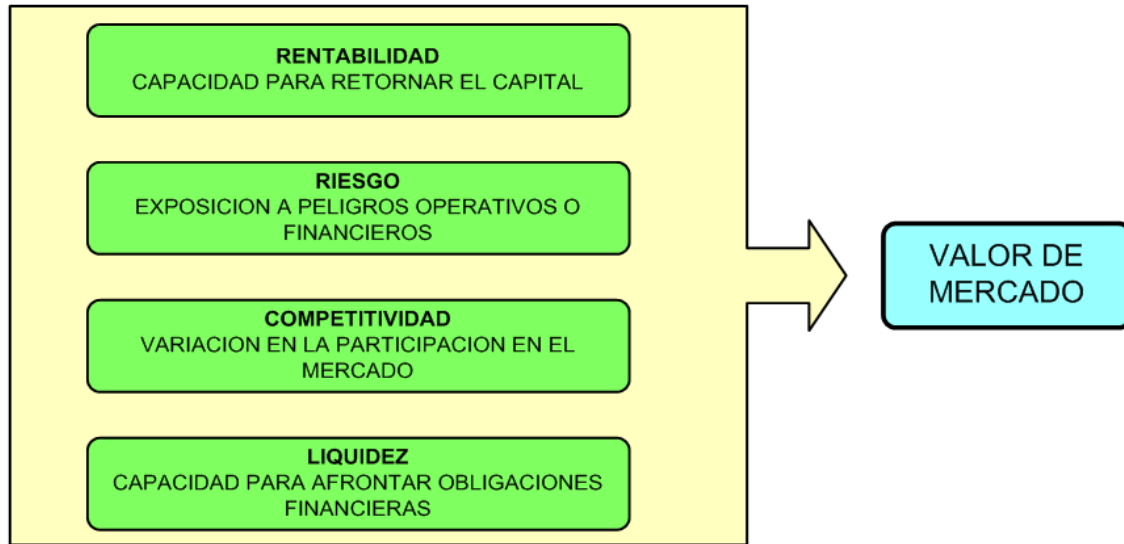 RENTABILIDAD
CAPACIDAD PARA RETORNAR EL CAPITAL
RIESGO
EXPOSICION A PELIGROS OPERATIVOS O
FINANCIEROS
COMPETITIVIDAD
VARIACION EN LA PARTICIPACION EN EL
MERCADO
LIQUIDEZ
CAPACIDAD PARA AFRONTAR OBLIGACIONES
FINANCIERAS
VALOR DE
MERCADO